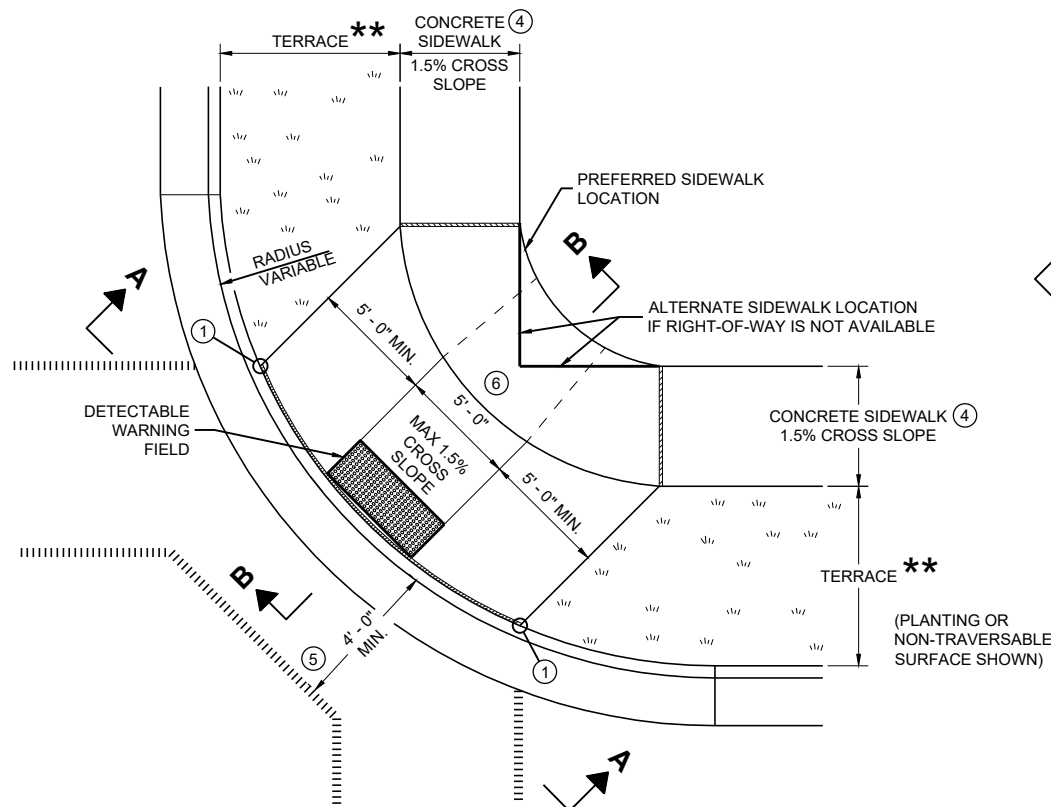 TERRACE **
CONCRETE ④
SIDEWALK
1.5% CROSS
SLOPE
PREFERRED SIDEWALK
LOCATION
B
RADIUS
VARIABLE
A
ALTERNATE SIDEWALK LOCATION
IF RIGHT-OF-WAY IS NOT AVAILABLE
①
5' - 0" MIN.
⑥
DETECTABLE
WARNING
FIELD
5' - 0"
MAX 1.5%
CROSS
SLOPE
CONCRETE SIDEWALK ④
1.5% CROSS SLOPE
5' - 0" MIN.
B
TERRACE **
4' - 0"
MIN.
(PLANTING OR
NON-TRAVERSABLE
SURFACE SHOWN)
⑤
①
A